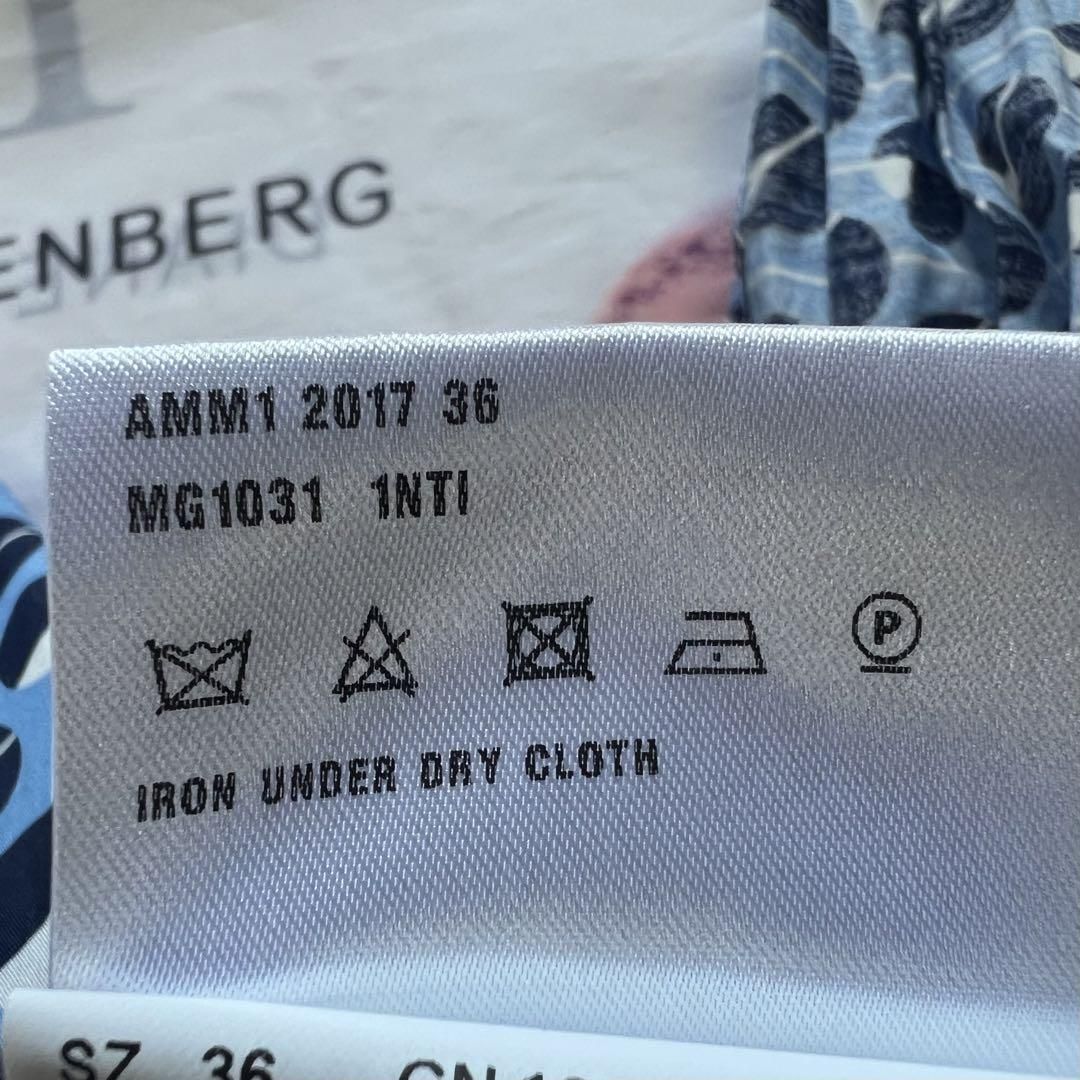 ENBERG
AMM1 2017 36
MG1031 1NTI
P
IRON UNDER DRY CLOTH
SZ 36